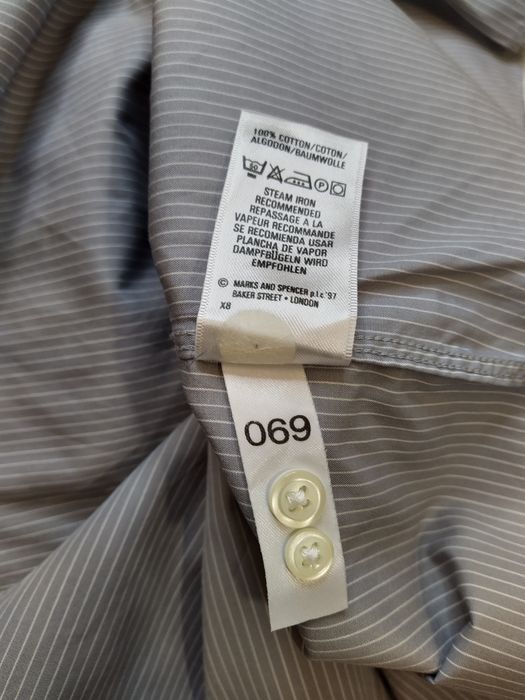 100% COTTON/COTON/
ALGODON/BAUMWOLLE
60 P
STEAM IRON
RECOMMENDED
REPASSAGE A LA
VAPEUR RECOMMANDE
SE RECOMIENDA USAR
PLANCHA DE VAPOR
DAMPFBÜGELN WIRD
EMPFOHLEN
© MARKS AND SPENCER p.l.c.'97
BAKER STREET • LONDON
X8
069